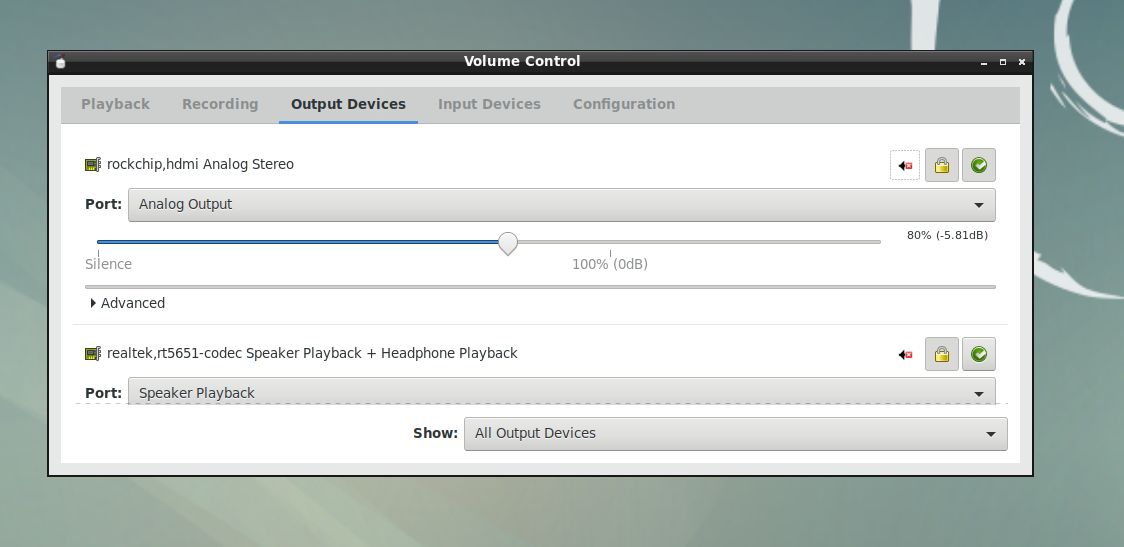 Volume Control
Playback Recording Output Devices Input Devices Configuration
rockchip,hdmi Analog Stereo
Port: Analog Output
80% (-5.81dB)
Silence 100% (0dB)
Advanced
realtek,rt5651-codec Speaker Playback + Headphone Playback
Port: Speaker Playback
Show: All Output Devices